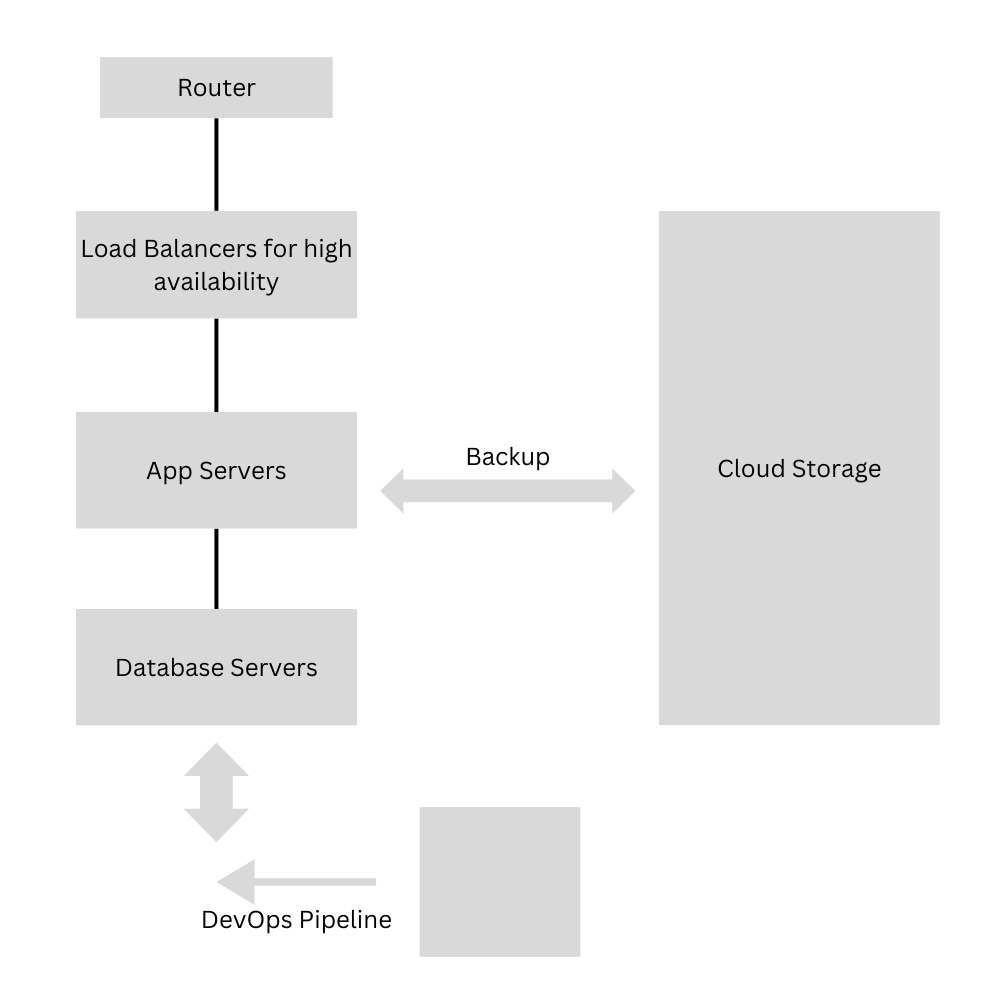 Router
Load Balancers for high
availability
App Servers
Backup
Cloud Storage
Database Servers
DevOps Pipeline